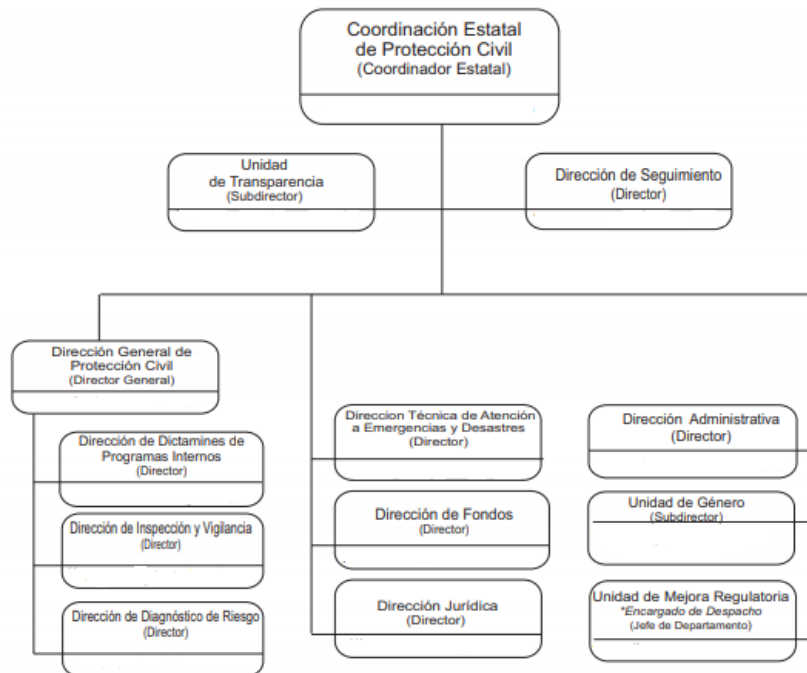 Coordinación Estatal
de Protección Civil
(Coordinador Estatal)
Unidad
de Transparencia
(Subdirector)
Dirección de Seguimiento
(Director)
Dirección General de
Protección Civil
(Director General)
Dirección de Dictamines de
Programas Internos
(Director)
Dirección de Inspección y Vigilancia
(Director)
Dirección de Diagnóstico de Riesgo
(Director)
Direccion Técnica de Atención
a Emergencias y Desastres
(Director)
Dirección de Fondos
(Director)
Dirección Jurídica
(Director)
Dirección Administrativa
(Director)
Unidad de Género
(Subdirector)
Unidad de Mejora Regulatoria
*Encargado de Despacho
(Jefe de Departamento)